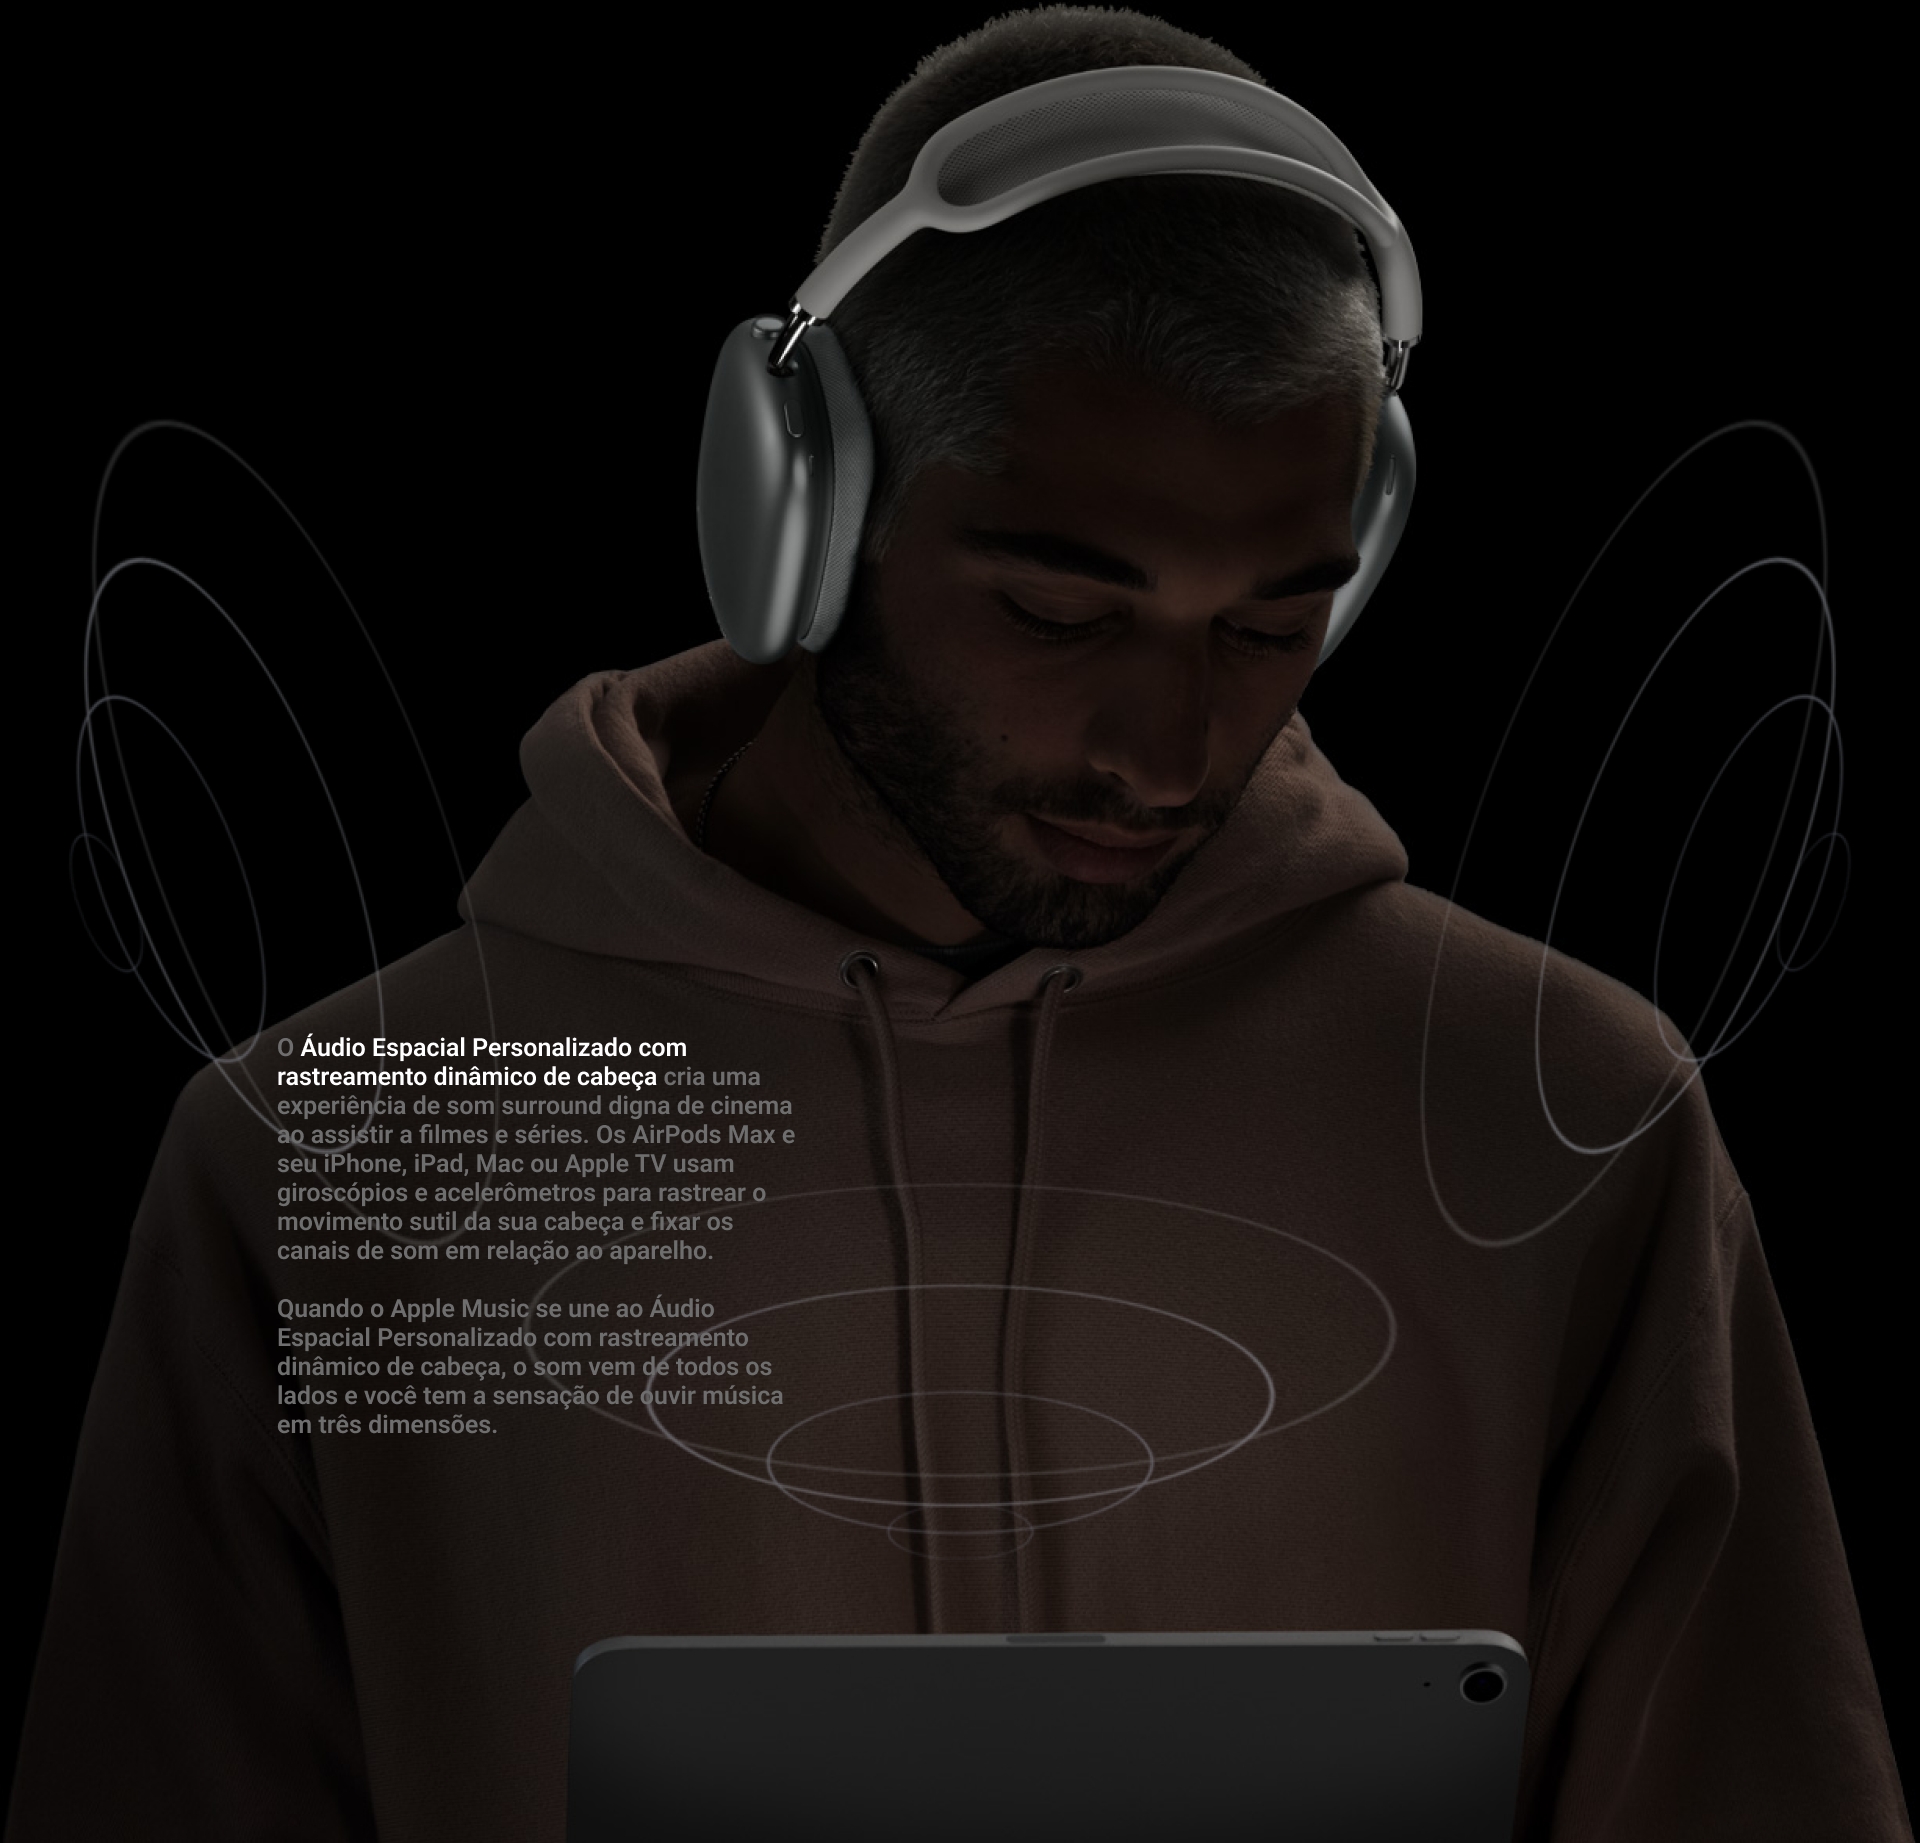 O Áudio Espacial Personalizado com
rastreamento dinâmico de cabeça cria uma
experiência de som surround digna de cinema
ao assistir a filmes e séries. Os AirPods Max e
seu iPhone, iPad, Mac ou Apple TV usam
giroscópios e acelerômetros para rastrear o
movimento sutil da sua cabeça e fixar os
canais de som em relação ao aparelho.
Quando o Apple Music se une ao Áudio
Espacial Personalizado com rastreamento
dinâmico de cabeça, o som vem de todos os
lados e você tem a sensação de ouvir música
em três dimensões.